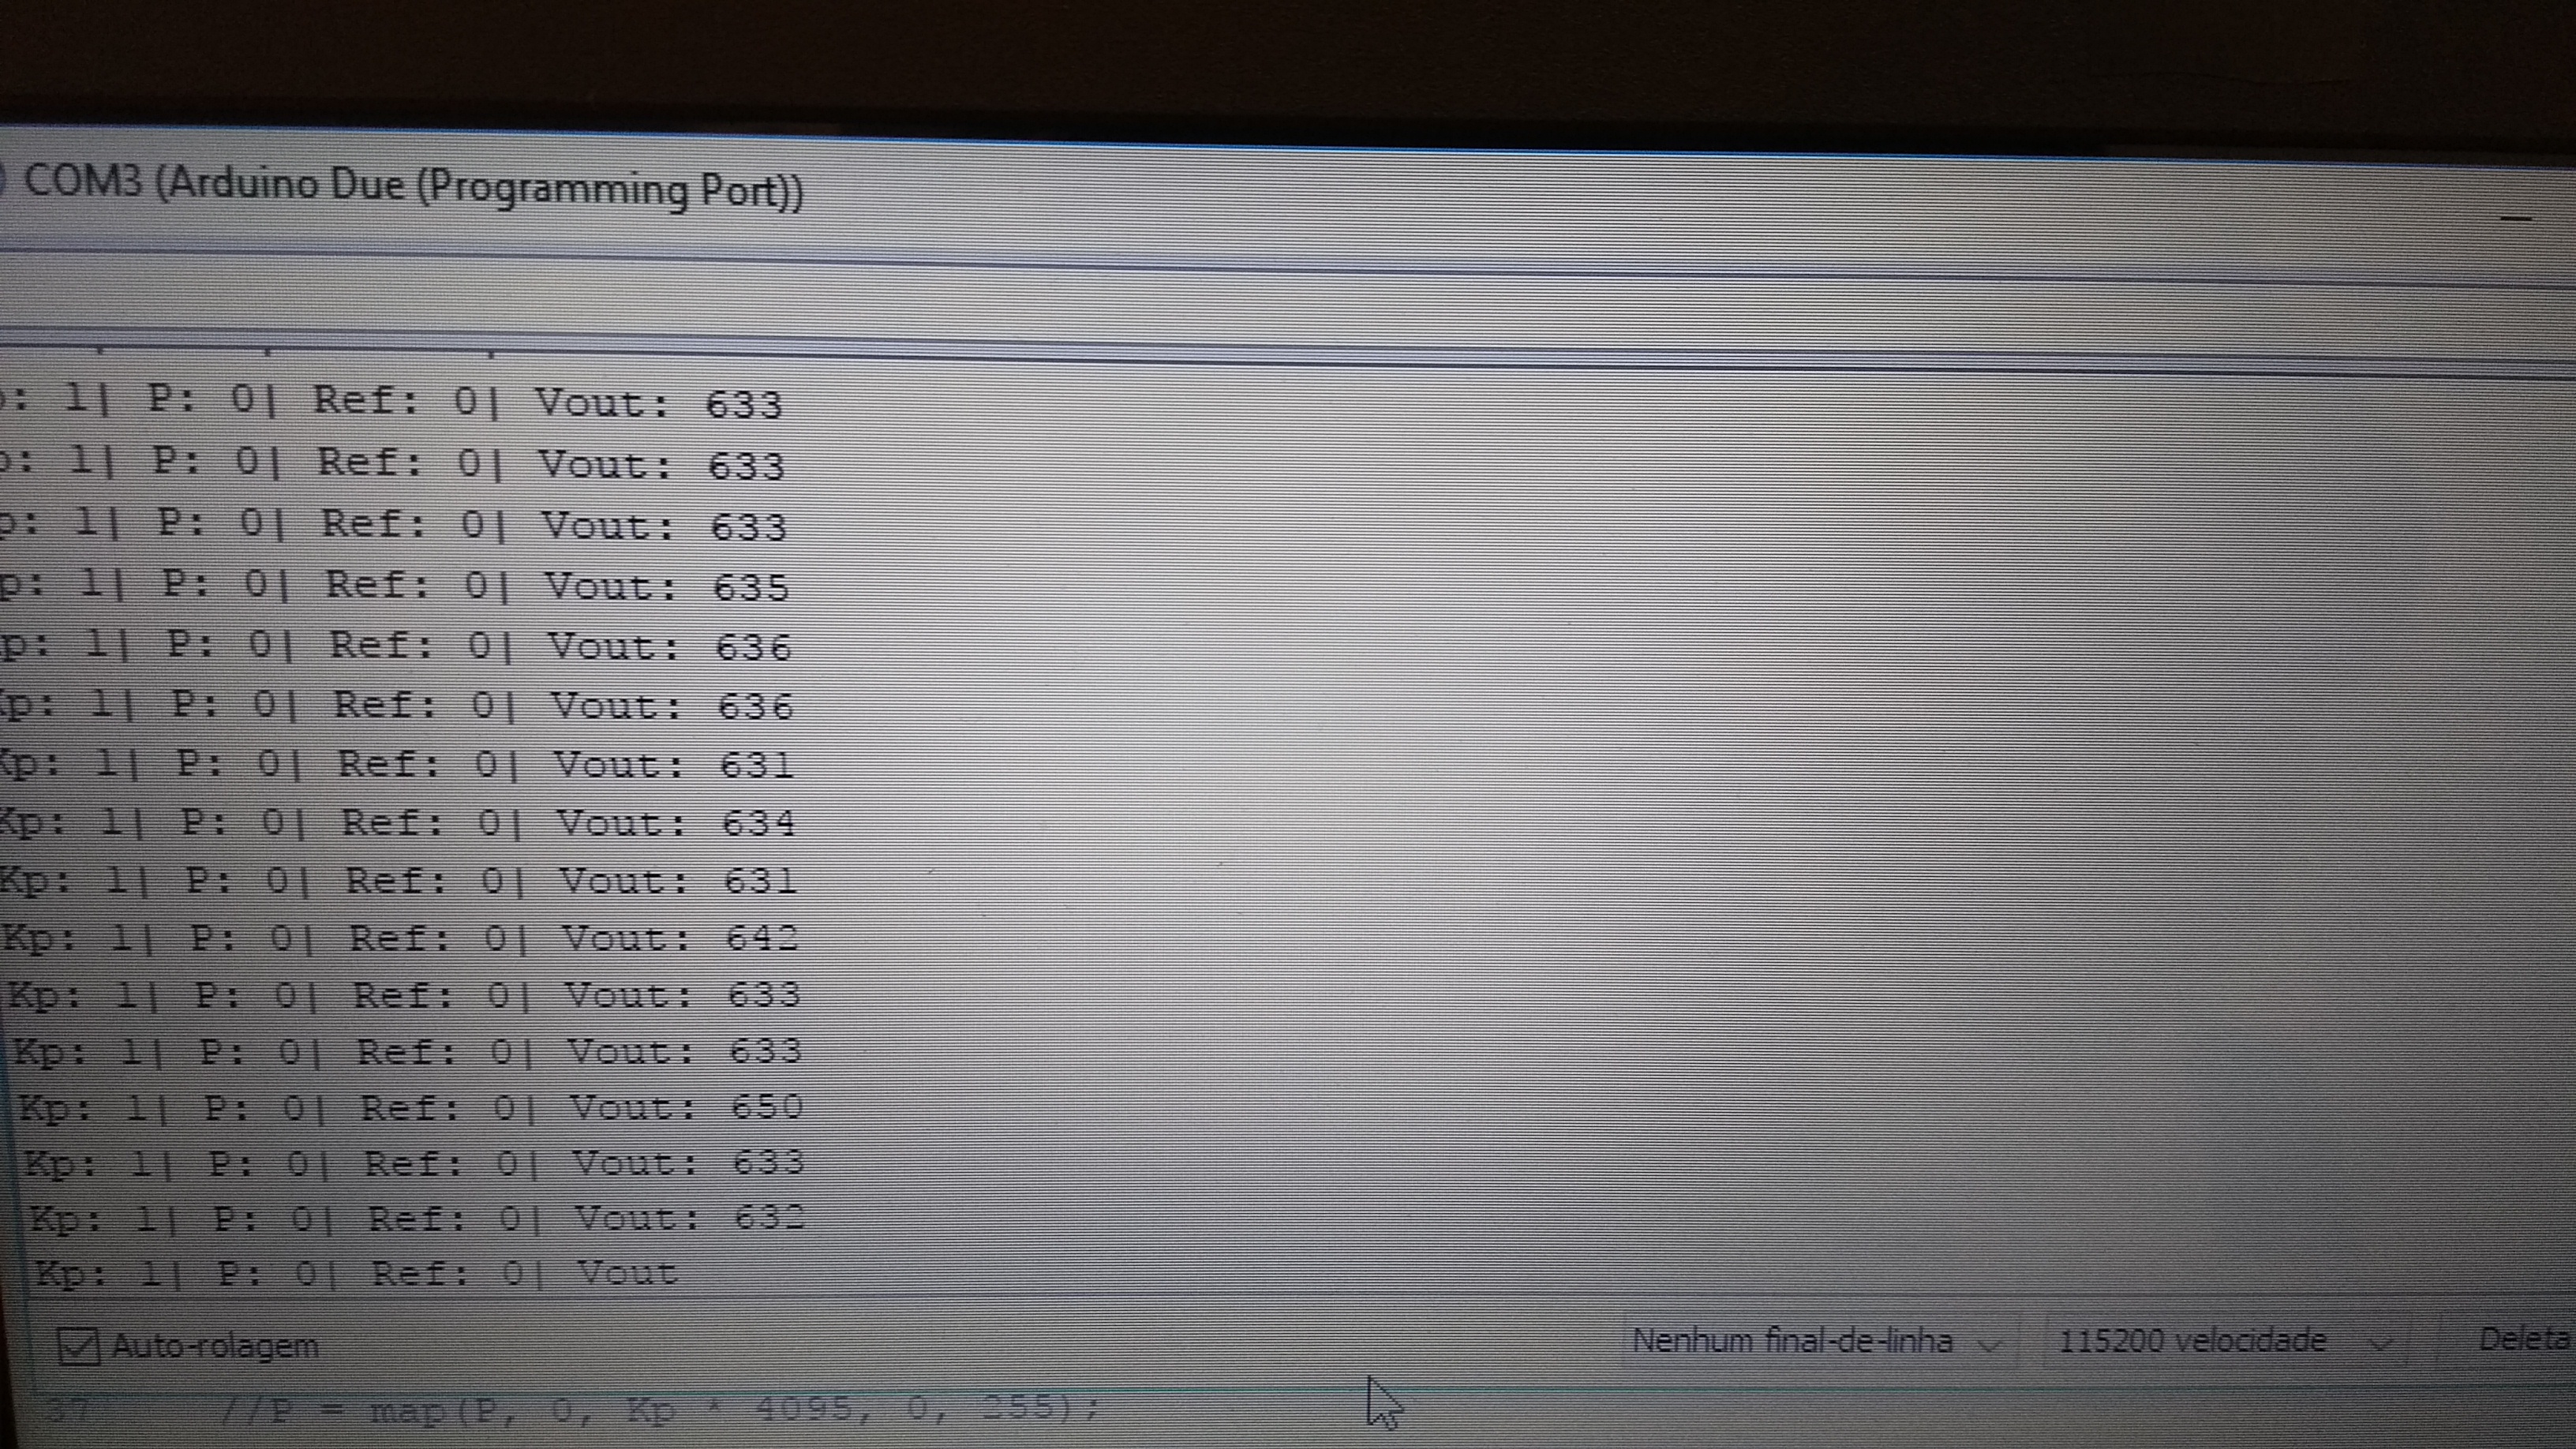 COM3 (Arduino Due (Programming Port))
: 1| P: 0| Ref: 0| Vout: 633
: 1| P: 0| Ref: 0| Vout: 633
p: 1| P: 0| Ref: 0| Vout: 633
p: 1| P: 0| Ref: 0| Vout: 635
p: 1| P: 0| Ref: 0| Vout: 636
Kp: 1| P: 0| Ref: 0| Vout: 636
Kp: 1| P: 0| Ref: 0| Vout: 631
Kp: 1| P: 0| Ref: 0| Vout: 634
Kp: 1| P: 0| Ref: 0| Vout: 631
Kp: 1| P: 0| Ref: 0| Vout: 642
Kp: 1| P: 0| Ref: 0| Vout: 633
Kp: 1| P: 0| Ref: 0| Vout: 633
Kp: 1| P: 0| Ref: 0| Vout: 650
Kp: 1| P: 0| Ref: 0| Vout: 633
Kp: 1| P: 0| Ref: 0| Vout: 632
Kp: 1| P: 0| Ref: 0| Vout
Auto-rolagem Nenhum final-de-linha 115200 velocidade Deleta
37 //P = map(P, 0, Kp * 4095, 0, 255);